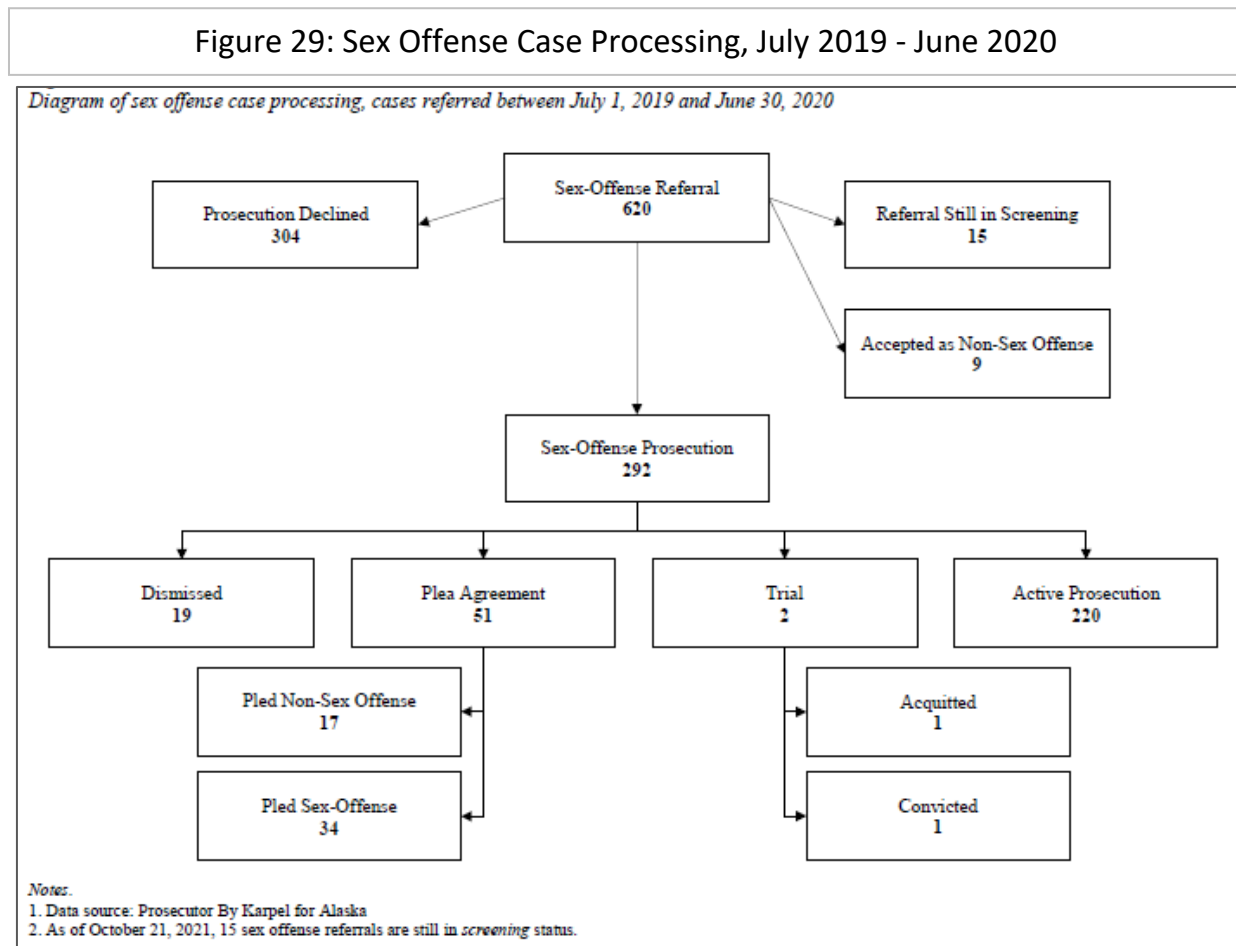 Figure 29: Sex Offense Case Processing, July 2019 - June 2020
Diagram of sex offense case processing, cases referred between July 1, 2019 and June 30, 2020
Sex-Offense Referral
620
Prosecution Declined
304
Referral Still in Screening
15
Accepted as Non-Sex Offense
9
Sex-Offense Prosecution
292
Dismissed
19
Plea Agreement
51
Trial
2
Active Prosecution
220
Pled Non-Sex Offense
17
Acquitted
1
Pled Sex-Offense
34
Convicted
1
Notes.
1. Data source: Prosecutor By Karpel for Alaska
2. As of October 21, 2021, 15 sex offense referrals are still in screening status.